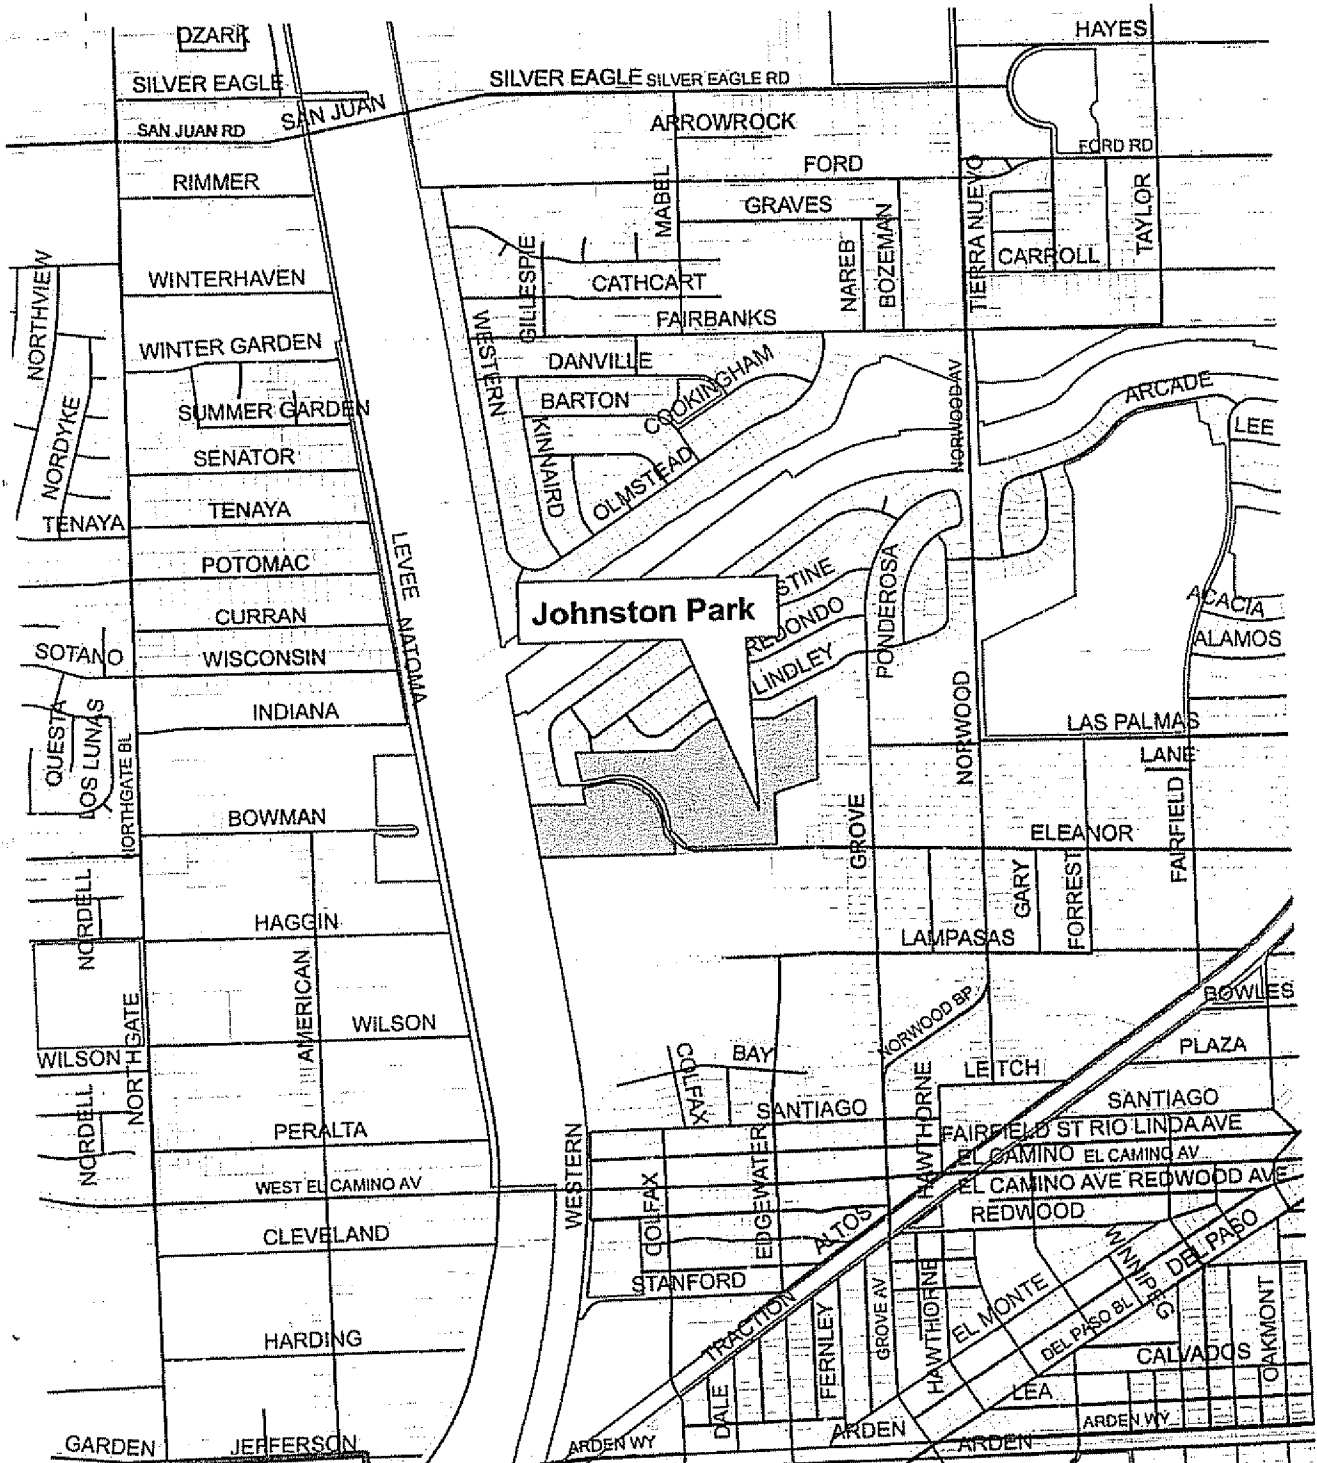 OZARK
HAYES
SILVER EAGLE
SILVER EAGLE SILVER EAGLE RD
SAN JUAN
SAN JUAN RD
ARROWROCK
FORD RD
FORD
RIMMER
MABEL
GRAVES
TIERRA NUEVO
TAYLOR
NAREB
BOZEMAN
CARROLL
NORTHVIEW
WINTERHAVEN
GILLESPIE
CATHCART
FAIRBANKS
WESTERN
WINTER GARDEN
DANVILLE
COOKINGHAM
NORWOOD AV
ARCADE
BARTON
SUMMER GARDEN
KINNAIRD
LEE
NORDYKE
SENATOR
OLMSTEAD
TENAYA
TENAYA
LEVEE
NATOMA
POTOMAC
PONDEROSA
STINE
Johnston Park
REDONDO
CURRAN
ACACIA
ALAMOS
SOTANO
WISCONSIN
LINDLEY
NORWOOD
QUESTA
LOS LUNAS
INDIANA
LAS PALMAS
NORTHGATE BL
LANE
FAIRFIELD
BOWMAN
GROVE
ELEANOR
NORDELL
GARY
FORREST
HAGGIN
LAMPASAS
AMERICAN
NORTHGATE
BOWLES
WILSON
NORWOOD BP
WILSON
COLFAX
BAY
PLAZA
LEITCH
NORDELL
HAWTHORNE
SANTIAGO
SANTIAGO
PERALTA
FAIRFIELD ST RIO LINDA AVE
WESTERN
EDGEWATER
EL CAMINO EL CAMINO AV
WEST EL CAMINO AV
EL CAMINO AVE REDWOOD AVE
COLFAX
REDWOOD
CLEVELAND
ALTOS
WINNIPEG
DEL PASO
STANFORD
HAWTHORNE
EL MONTE
OAKMONT
TRACTION
FERNLEY
GROVE AV
DEL PASO BL
HARDING
CALVADOS
DALE
LEA
ARDEN WY
ARDEN
GARDEN
JEFFERSON
ARDEN WY
ARDEN